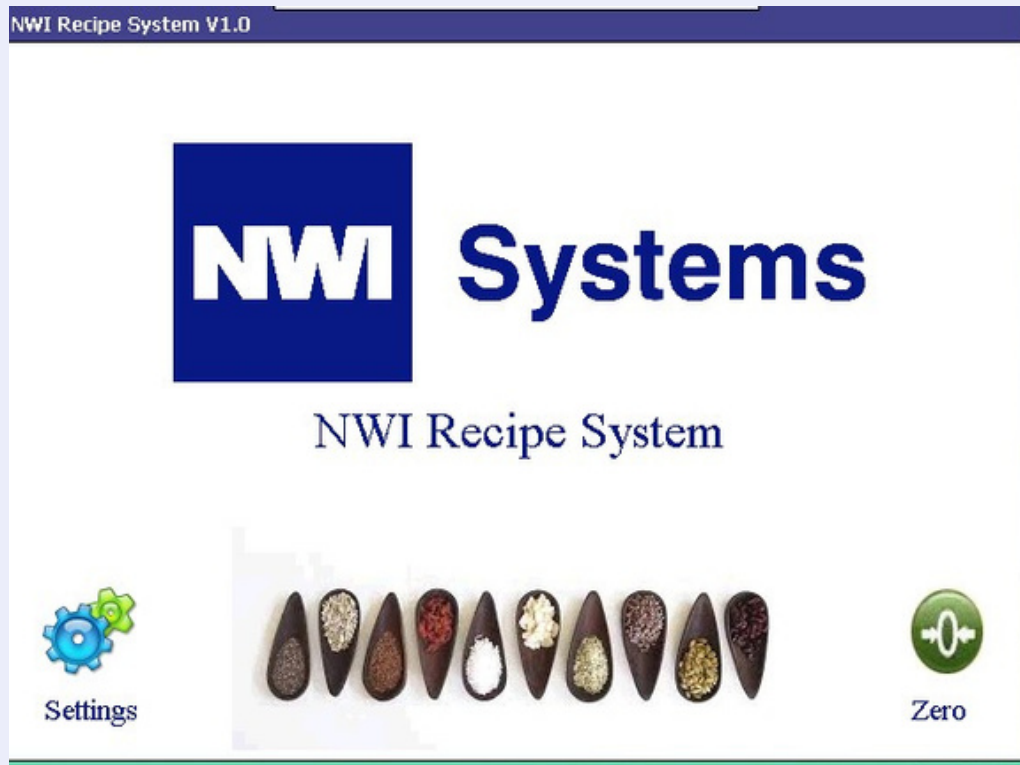 NWI Recipe System V1.0
NWI Systems
NWI Recipe System
Settings
Zero